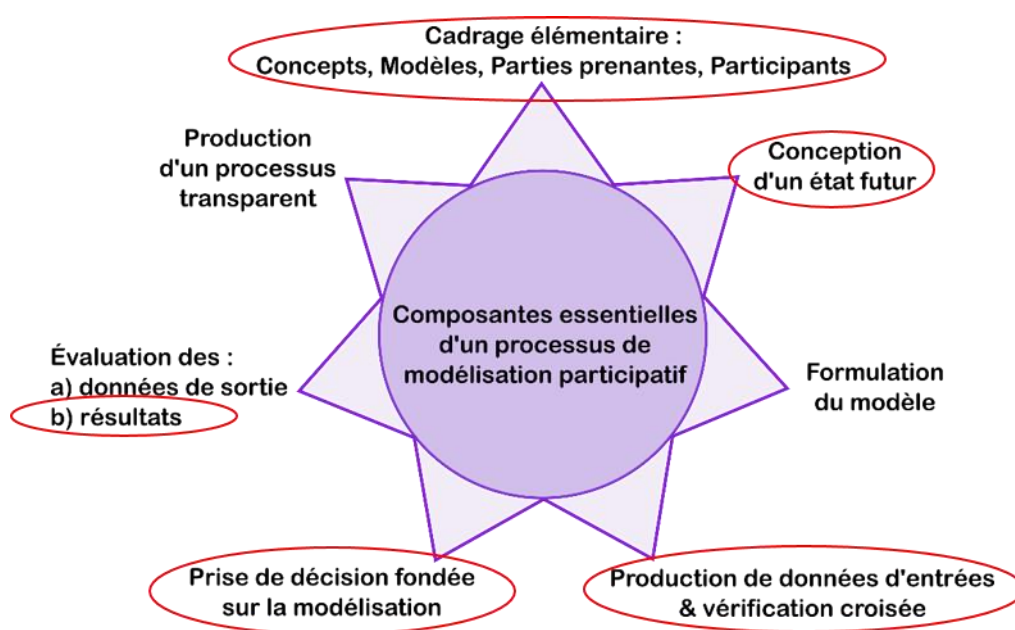 Cadrage élémentaire :
Concepts, Modèles, Parties prenantes, Participants
Production
d'un processus
transparent
Conception
d'un état futur
Composantes essentielles
d'un processus de
modélisation participatif
Évaluation des :
a) données de sortie
b) résultats
Formulation
du modèle
Prise de décision fondée
sur la modélisation
Production de données d'entrées
& vérification croisée